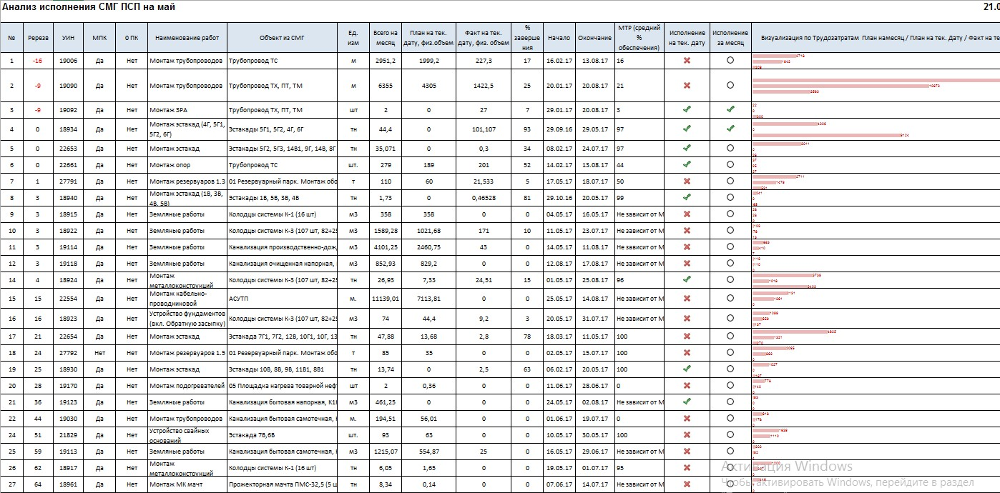 Анализ исполнения СМГ ПСП на май 21.0
№ Ререзв УИН МПК 0 ПК Наименование работ Объект из СМГ Ед. изм Всего на месяц План на тек. дату, физ.объем Факт на тек. дату, физ.объем % заверше ния Начало Окончание МТР (средний % обеспечения) Исполнение на тек. дату Исполнение за месяц Визуализация по Трудозатратам План намесяц / План на тек. Дату / Факт на те
1 -16 19006 Да Нет Монтаж трубопроводов Трубопровод ТС м 2951,2 1999,2 227,3 17 16.02.17 13.08.17 16
2 -9 19090 Да Нет Монтаж трубопроводов Трубопровод ТХ, ПТ, ТМ м 6355 4305 1422,5 25 20.01.17 20.08.17 21
3 -9 19092 Да Нет Монтаж ЗРА Трубопровод ТХ, ПТ, ТМ шт 2 0 27 7 29.01.17 20.08.17 3
4 0 18934 Да Нет Монтаж эстакад (4Г, 5Г1, 5Г2, 6Г) Эстакады 5Г1, 5Г2, 4Г, 6Г тн 44,4 0 101,107 93 29.09.16 29.05.17 97
5 0 22653 Да Нет Монтаж эстакад Эстакады 5Г2, 5Г3, 14В1, 9Г, 14В, 8Г тн 35,071 0 0,3 34 08.02.17 24.07.17 97
6 0 22661 Да Нет Монтаж опор Трубопровод ТС шт. 279 189 201 52 14.02.17 13.08.17 44
7 1 27791 Да Нет Монтаж резервуаров 1.3 01 Резервуарный парк. Монтаж обо т 110 60 21,533 5 17.05.17 18.07.17 50
8 3 18940 Да Нет Монтаж эстакад (1В, 3В, 4В, 5В) Эстакады 1В, 5В, 3В, 4В тн 1,73 0 0,46528 81 29.10.16 20.05.17 99
9 3 18915 Да Нет Земляные работы Колодцы системы К-1 (16 шт) м3 358 358 0 0 04.05.17 16.05.17 Не зависит от М
10 3 18922 Да Нет Земляные работы Колодцы системы К-3 (107 шт, 82+25 м3 1589,28 1021,68 171 10 11.05.17 23.07.17 Не зависит от М
11 3 19114 Да Нет Земляные работы Канализация производственно-дож, м3 4101,25 2460,75 43 0 14.05.17 11.08.17 Не зависит от М
12 3 19118 Да Нет Земляные работы Канализация очищенная напорная, м3 852,93 829,2 0 0 12.08.17 17.08.17 Не зависит от М
14 4 18924 Да Нет Монтаж металлоконструкций Колодцы системы К-3 (107 шт, 82+25 тн 26,93 7,33 24,51 15 01.05.17 25.08.17 96
15 15 22554 Да Нет Монтаж кабельно-проводниковой АСУТП м. 11139,01 7113,81 0 0 25.05.17 14.08.17 Не зависит от М
16 16 18923 Да Нет Устройство фундаментов (вкл. Обратную засыпку) Колодцы системы К-3 (107 шт, 82+25 м3 74 44,4 9,2 3 20.05.17 31.07.17 Не зависит от М
17 21 22654 Да Нет Монтаж эстакад Эстакада 7Г1, 7Г2, 12В, 10Г1, 10Г, 13 тн 47,88 13,68 2,8 78 18.03.17 11.05.17 100
18 24 27792 Нет Нет Монтаж резервуаров 1.5 01 Резервуарный парк. Монтаж обо т 85 35 0 0 02.05.17 15.07.17 100
19 25 18930 Да Нет Монтаж эстакад Эстакады 10В, 8В, 9В, 11В1, 8В1 тн 13,74 0 2,5 63 06.02.17 20.05.17 100
20 28 19170 Да Нет Монтаж подогревателей 05 Площадка нагрева товарной неф шт 2 0,36 0 0 11.06.17 28.06.17 0
21 36 19123 Да Нет Земляные работы Канализация бытовая напорная, К1Н м3 461,25 0 0 0 24.05.17 02.08.17 Не зависит от М
22 44 19030 Да Нет Монтаж трубопроводов Канализация бытовая самотечная, м. 194,51 56,01 0 0 01.06.17 19.07.17 0
24 51 21829 Да Нет Устройство свайных оснований Эстакада 7В,6В шт. 93 63 0 0 10.05.17 30.05.17 100
25 59 19113 Да Нет Земляные работы Канализация бытовая самотечная, м3 1215,07 554,87 25 0 16.05.17 29.06.17 Не зависит от М
26 62 18917 Да Нет Монтаж металлоконструкций Колодцы системы К-1 (16 шт) тн 6,05 1,65 0 0 19.05.17 01.07.17 95
27 64 18961 Да Нет Монтаж МК мачт Прожекторная мачта ПМС-32,5 (5 ш тн 8,34 0,14 0 0 07.06.17 14.07.17 Не зависит от М
Активация Windows
Чтобы активировать Windows, перейдите в раздел